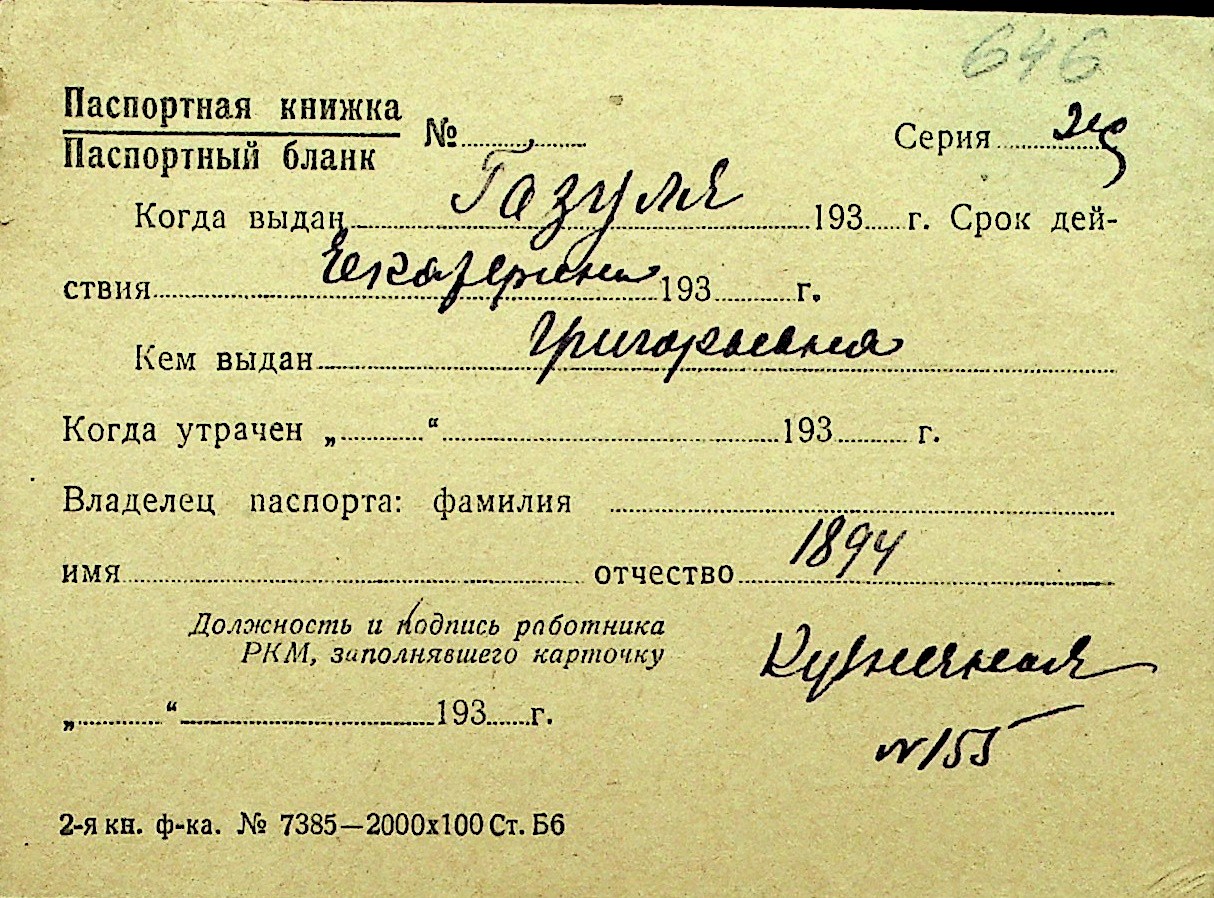 646
Паспортная книжка
Паспортный бланк
№ Серия
Когда выдан Газуля 193 г. Срок дей-
ствия Екатерина 193 г.
Кем выдан Григорьевна
Когда утрачен „ “ 193 г.
Владелец паспорта: фамилия
имя отчество 1894
Должность и подпись работника
РКМ, заполнявшего карточку
Кузнечная
„ “ 193 г.
№155
2-я кн. ф-ка. № 7385—2000х100 Ст. Б6